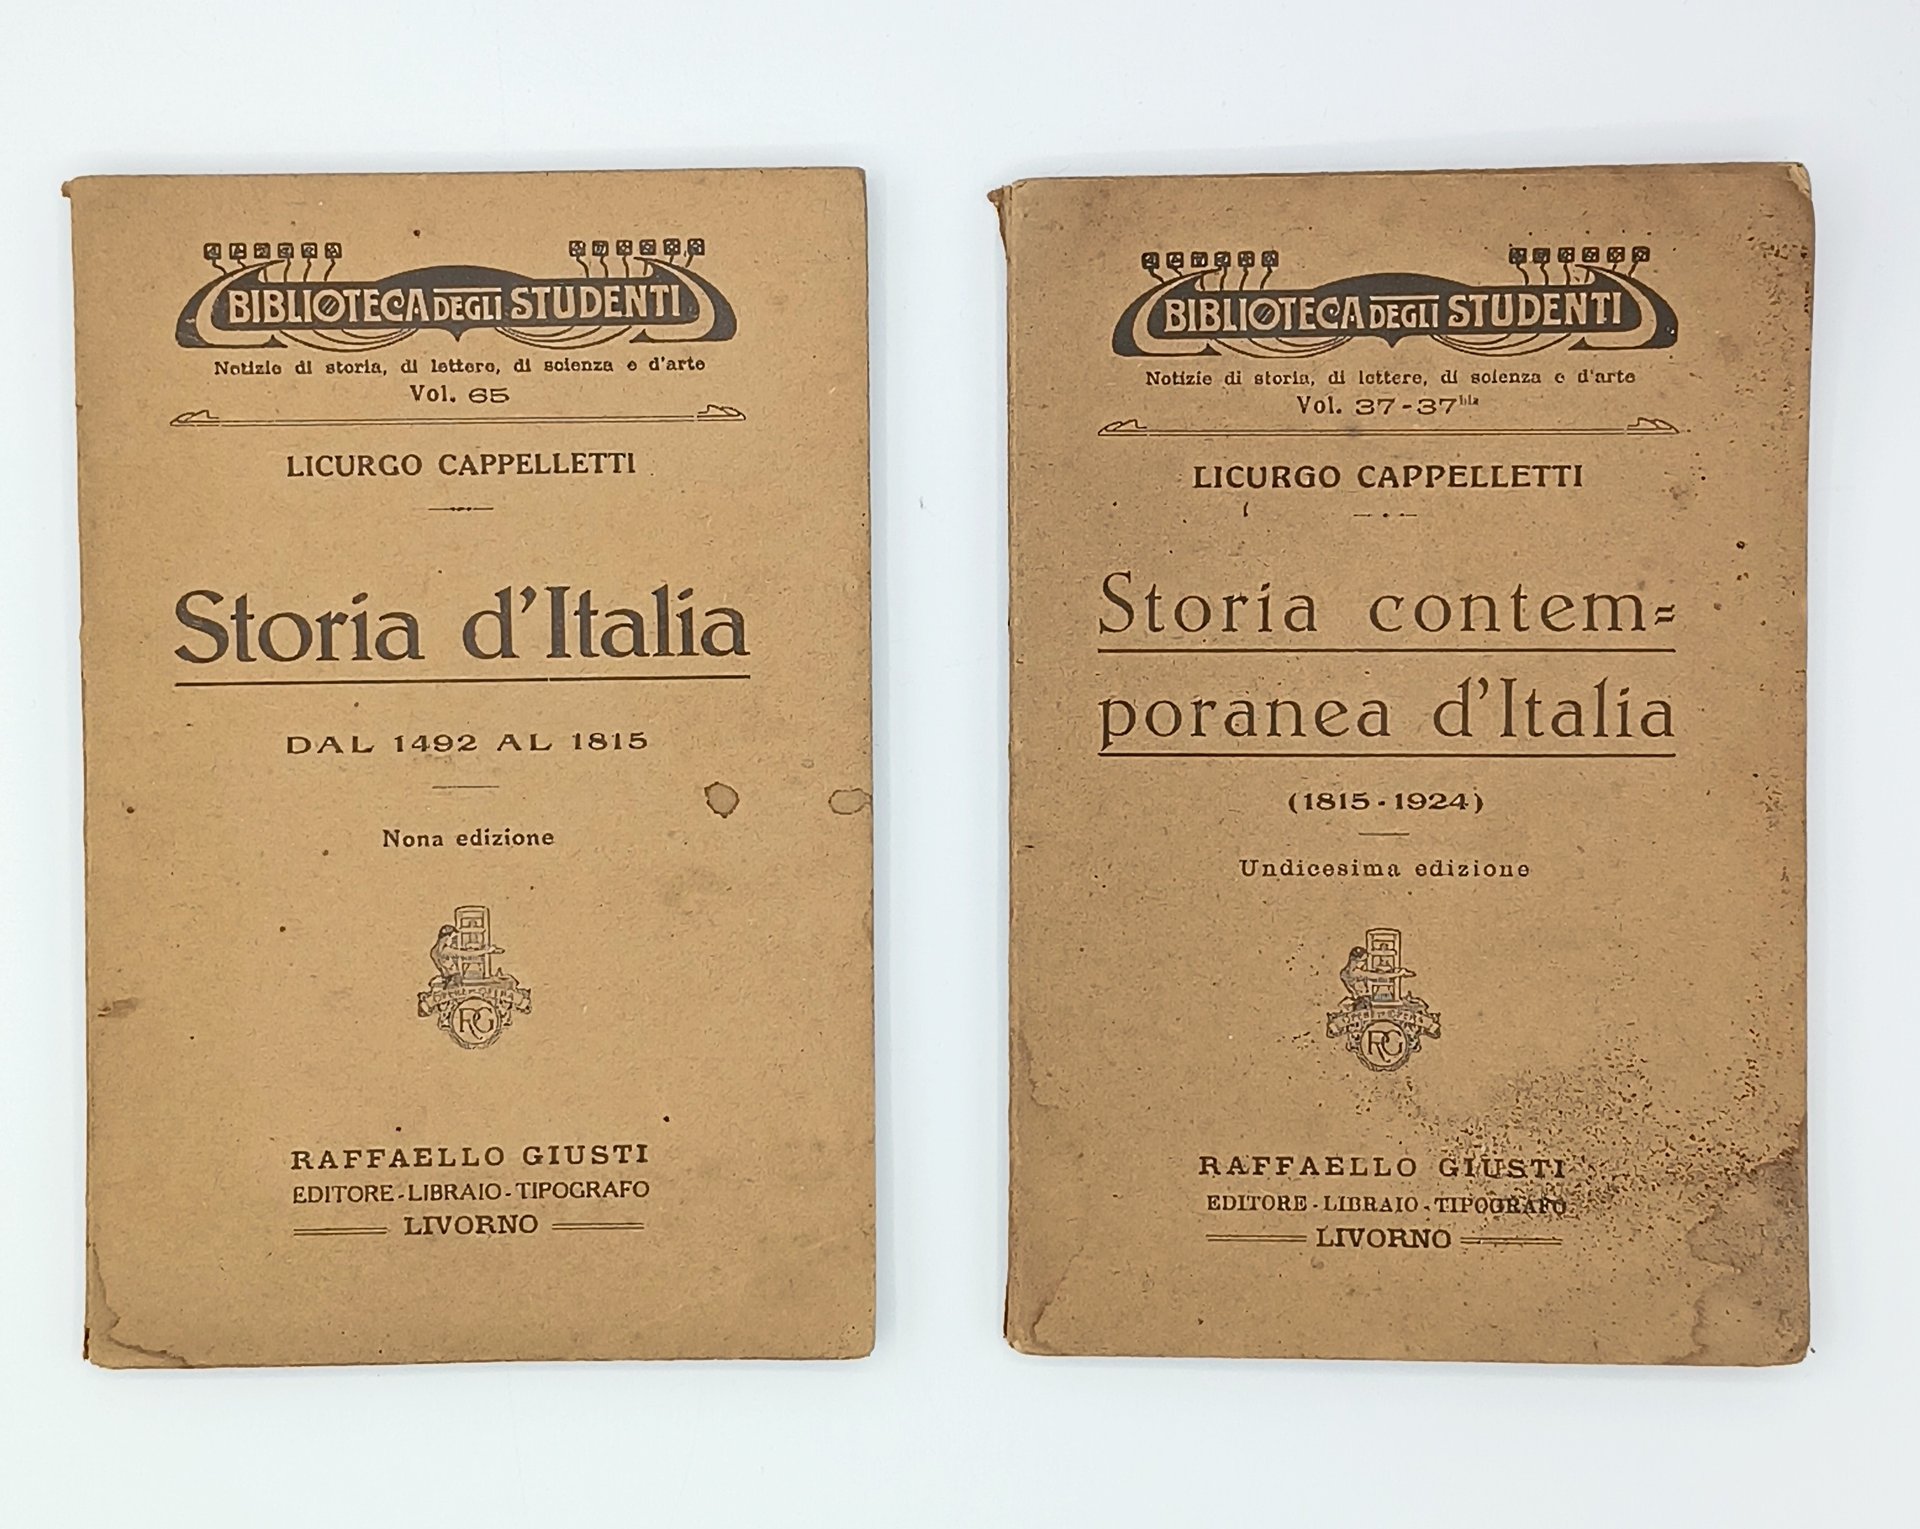 BIBLIOTECA DEGLI STUDENTI
Notizie di storia, di lettere, di scienza e d'arte
Vol. 65
LICURGO CAPPELLETTI
Storia d'Italia
DAL 1492 AL 1815
Nona edizione
RG
RAFFAELLO GIUSTI
EDITORE-LIBRAIO-TIPOGRAFO
LIVORNO
BIBLIOTECA DEGLI STUDENTI
Notizie di storia, di lettere, di scienza e d'arte
Vol. 37-37bis
LICURGO CAPPELLETTI
Storia contem=
poranea d'Italia
(1815-1924)
Undicesima edizione
RG
RAFFAELLO GIUSTI
EDITORE-LIBRAIO-TIPOGRAFO
LIVORNO